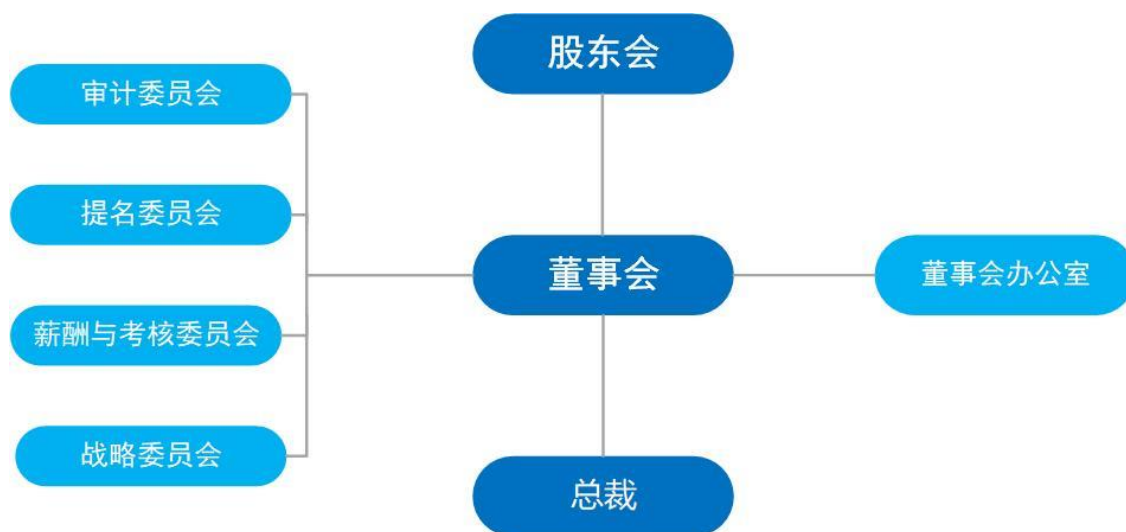 股东会
审计委员会
提名委员会
董事会
董事会办公室
薪酬与考核委员会
战略委员会
总裁